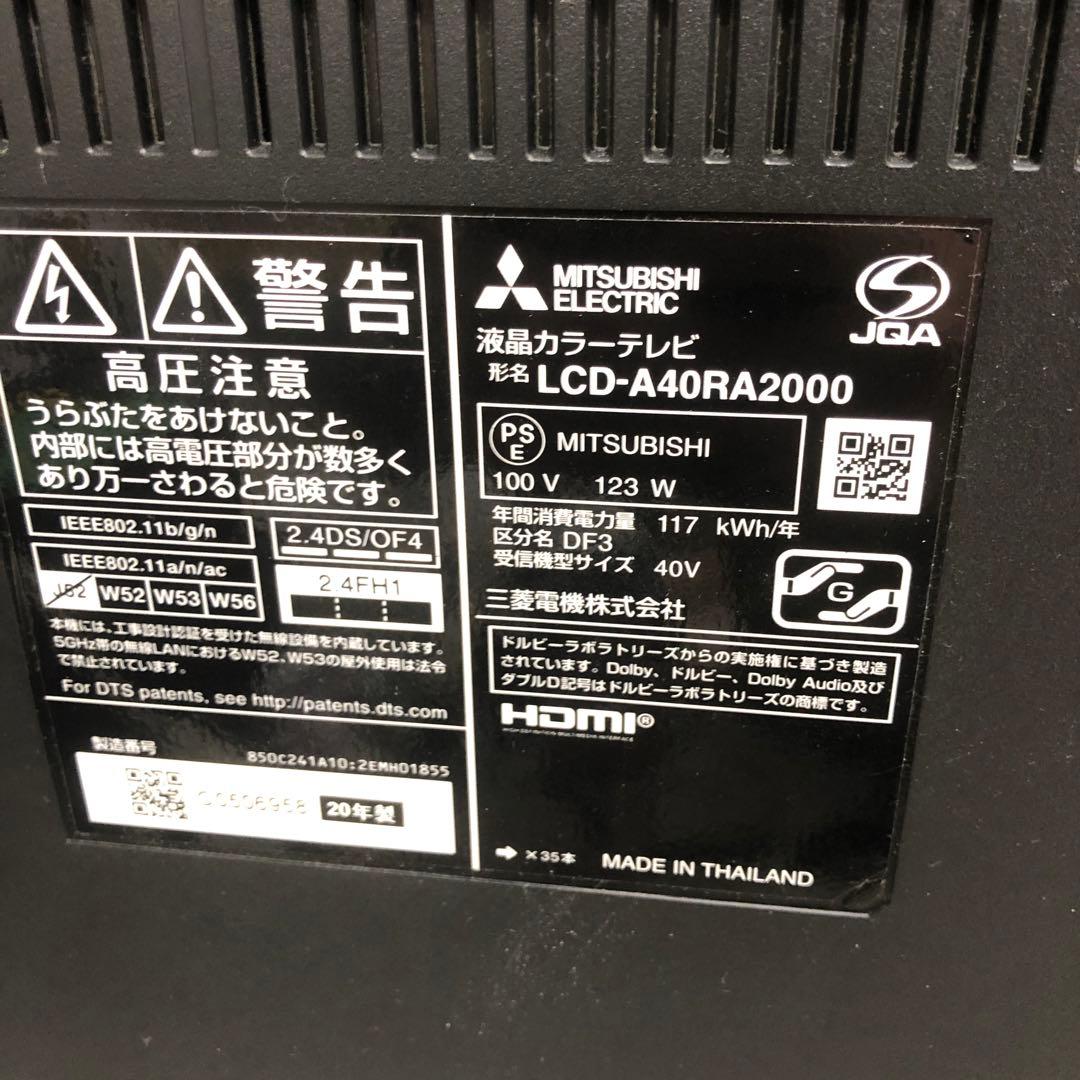 警告
高圧注意
うらぶたをあけないこと。
内部には高電圧部分が数多く
あり万一さわると危険です。
IEEE802.11b/g/n
2.4DS/OF4
IEEE802.11a/n/ac
J52 W52 W53 W56
2.4FH1
本機には、工事設計認証を受けた無線設備を内蔵しています。
5GHz帯の無線LANにおけるW52、W53の屋外使用は法令
で禁止されています。
For DTS patents, see http://patents.dts.com
製造番号
850C241A10:2EMH01855
20年製
MITSUBISHI
ELECTRIC
JQA
液晶カラーテレビ
形名 LCD-A40RA2000
PS
E
MITSUBISHI
100 V 123 W
年間消費電力量 117 kWh/年
区分名 DF3
受信機型サイズ 40V
G
三菱電機株式会社
ドルビーラボラトリーズからの実施権に基づき製造
されています。Dolby、ドルビー、Dolby Audio及び
ダブルD記号はドルビーラボラトリーズの商標です。
HDMI®
HIGH-DEFINITION MULTIMEDIA INTERFACE
➡ ×35本 MADE IN THAILAND